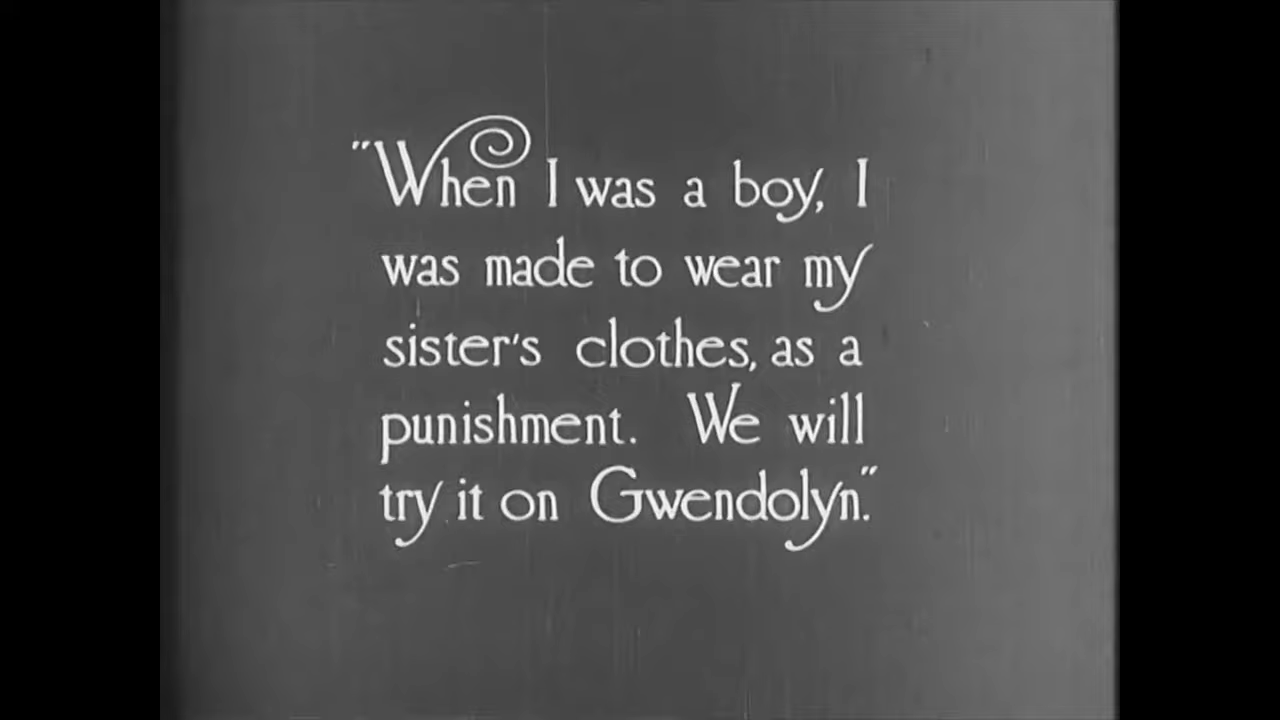 "When I was a boy, I
was made to wear my
sister's clothes, as a
punishment. We will
try it on Gwendolyn."